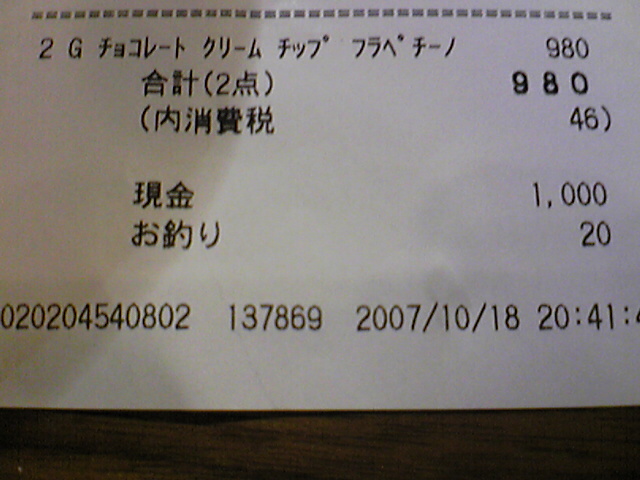 2 G ﾁｮｺﾚｰﾄ ｸﾘｰﾑ ﾁｯﾌﾟ ﾌﾗﾍﾟﾁｰﾉ 980
合計(2点) 980
(内消費税 46)
現金 1,000
お釣り 20
020204540802 137869 2007/10/18 20:41:4